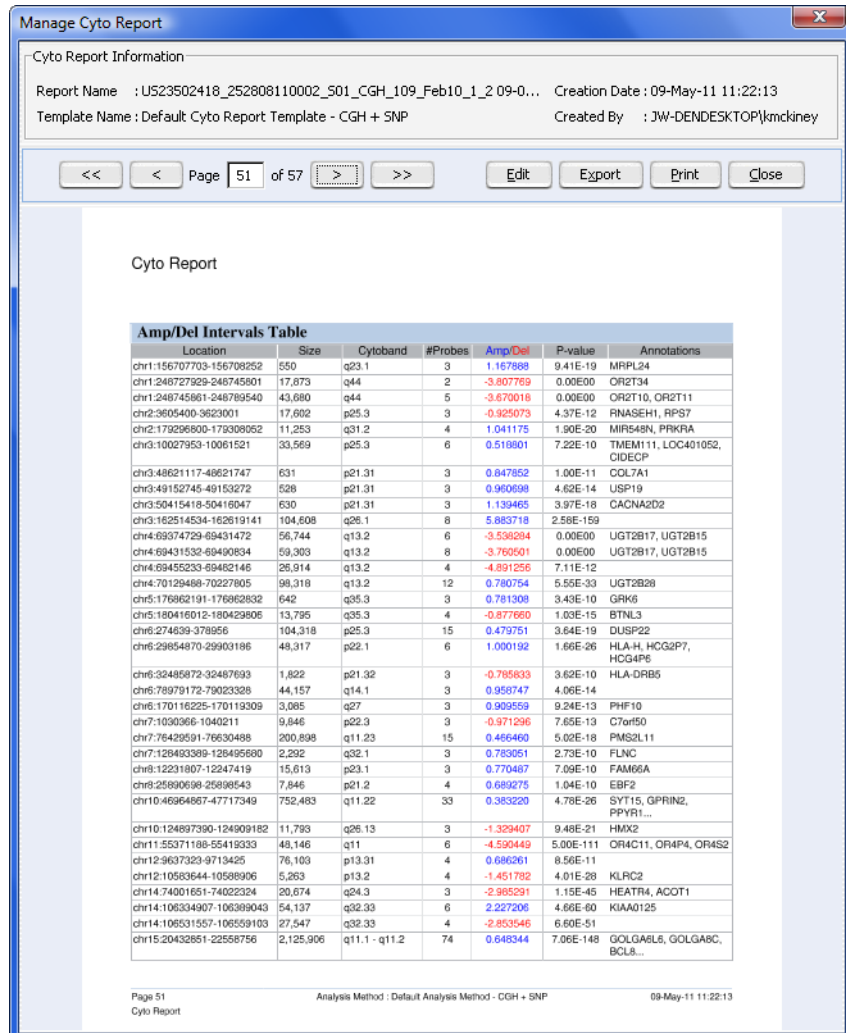 Manage Cyto Report
Cyto Report Information
Report Name : US23502418_252808110002_S01_CGH_109_Feb10_1_2 09-0... Creation Date : 09-May-11 11:22:13
Template Name : Default Cyto Report Template - CGH + SNP Created By : JW-DENDESKTOP\kmckiney
<< < Page 51 of 57 > >> Edit Export Print Close
Cyto Report
Amp/Del Intervals Table
Location Size Cytoband #Probes Amp/Del P-value Annotations
chr1:156707703-156708252 550 q23.1 3 1.167888 9.41E-19 MRPL24
chr1:248727929-248745801 17,873 q44 2 -3.807769 0.00E00 OR2T34
chr1:248745861-248789540 43,680 q44 5 -3.670018 0.00E00 OR2T10, OR2T11
chr2:3605400-3623001 17,602 p25.3 3 -0.925073 4.37E-12 RNASEH1, RPS7
chr2:179296800-179308052 11,253 q31.2 4 1.041175 1.90E-20 MIR548N, PRKRA
chr3:10027953-10061521 33,569 p25.3 6 0.518801 7.22E-10 TMEM111, LOC401052,
CIDECP
chr3:48621117-48621747 631 p21.31 3 0.847852 1.00E-11 COL7A1
chr3:49152745-49153272 528 p21.31 3 0.960698 4.62E-14 USP19
chr3:50415418-50416047 630 p21.31 3 1.139465 3.97E-18 CACNA2D2
chr3:162514534-162619141 104,608 q26.1 8 5.883718 2.58E-159
chr4:69374729-69431472 56,744 q13.2 6 -3.538284 0.00E00 UGT2B17, UGT2B15
chr4:69431532-69490834 59,303 q13.2 8 -3.760501 0.00E00 UGT2B17, UGT2B15
chr4:69455233-69482146 26,914 q13.2 4 -4.891256 7.11E-12
chr4:70129488-70227805 98,318 q13.2 12 0.780754 5.55E-33 UGT2B28
chr5:176862191-176862832 642 q35.3 3 0.781308 3.43E-10 GRK6
chr5:180416012-180429806 13,795 q35.3 4 -0.877660 1.03E-15 BTNL3
chr6:274639-378956 104,318 p25.3 15 0.479751 3.64E-19 DUSP22
chr6:29854870-29903186 48,317 p22.1 6 1.000192 1.66E-26 HLA-H, HCG2P7,
HCG4P6
chr6:32485872-32487693 1,822 p21.32 3 -0.785833 3.62E-10 HLA-DRB5
chr6:78979172-79023328 44,157 q14.1 3 0.958747 4.06E-14
chr6:170116225-170119309 3,085 q27 3 0.909559 9.24E-13 PHF10
chr7:1030366-1040211 9,846 p22.3 3 -0.971296 7.65E-13 C7orf50
chr7:76429591-76630488 200,898 q11.23 15 0.466460 5.02E-18 PMS2L11
chr7:128493389-128495680 2,292 q32.1 3 0.783051 2.73E-10 FLNC
chr8:12231807-12247419 15,613 p23.1 3 0.770487 7.09E-10 FAM66A
chr8:25890698-25898543 7,846 p21.2 4 0.689275 1.04E-10 EBF2
chr10:46964867-47717349 752,483 q11.22 33 0.383220 4.78E-26 SYT15, GPRIN2,
PPYR1...
chr10:124897390-124909182 11,793 q26.13 3 -1.329407 9.48E-21 HMX2
chr11:55371188-55419333 48,146 q11 6 -4.590449 5.00E-111 OR4C11, OR4P4, OR4S2
chr12:9637323-9713425 76,103 p13.31 4 0.686261 8.56E-11
chr12:10583644-10588906 5,263 p13.2 4 -1.451782 4.01E-28 KLRC2
chr14:74001651-74022324 20,674 q24.3 3 -2.985291 1.15E-45 HEATR4, ACOT1
chr14:106334907-106389043 54,137 q32.33 6 2.227206 4.66E-60 KIAA0125
chr14:106531557-106559103 27,547 q32.33 4 -2.853546 6.60E-51
chr15:20432851-22558756 2,125,906 q11.1 - q11.2 74 0.648344 7.06E-148 GOLGA6L6, GOLGA8C,
BCL8...
Page 51 Analysis Method : Default Analysis Method - CGH + SNP 09-May-11 11:22:13
Cyto Report